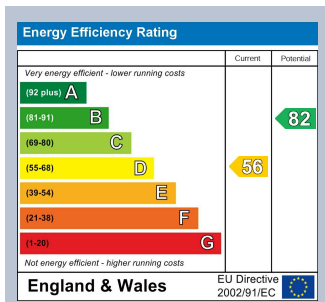 Energy Efficiency Rating
Current Potential
Very energy efficient - lower running costs
(92 plus) A
(81-91) B
82
(69-80) C
(55-68) D
56
(39-54) E
(21-38) F
(1-20) G
Not energy efficient - higher running costs
England & Wales
EU Directive
2002/91/EC